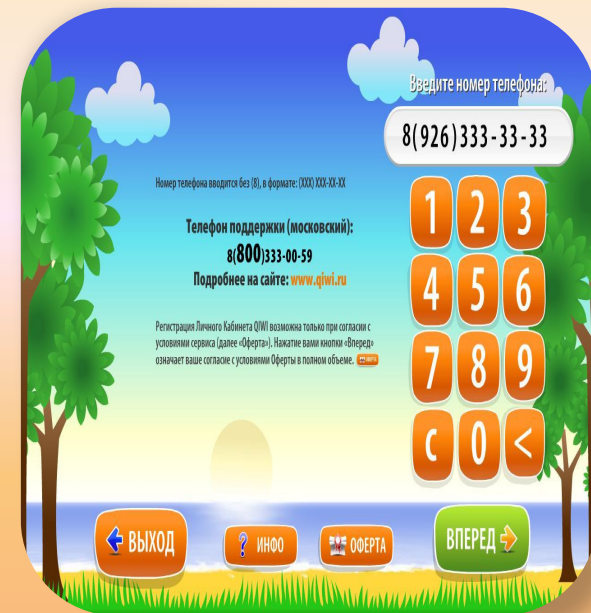 Введите номер телефона:
8(926)333-33-33
Номер телефона вводится без (8), в формате: (XXX) XXX-XX-XX
Телефон поддержки (московский):
8(800)333-00-59
Подробнее на сайте: www.qiwi.ru
Регистрация Личного Кабинета QIWI возможна только при согласии с
условиями сервиса (далее «Оферта»). Нажатие вами кнопки «Вперед»
означает ваше согласие с условиями Оферты в полном объеме.
1 2 3
4 5 6
7 8 9
С 0 <
ВЫХОД
? ИНФО
ОФЕРТА
ВПЕРЕД